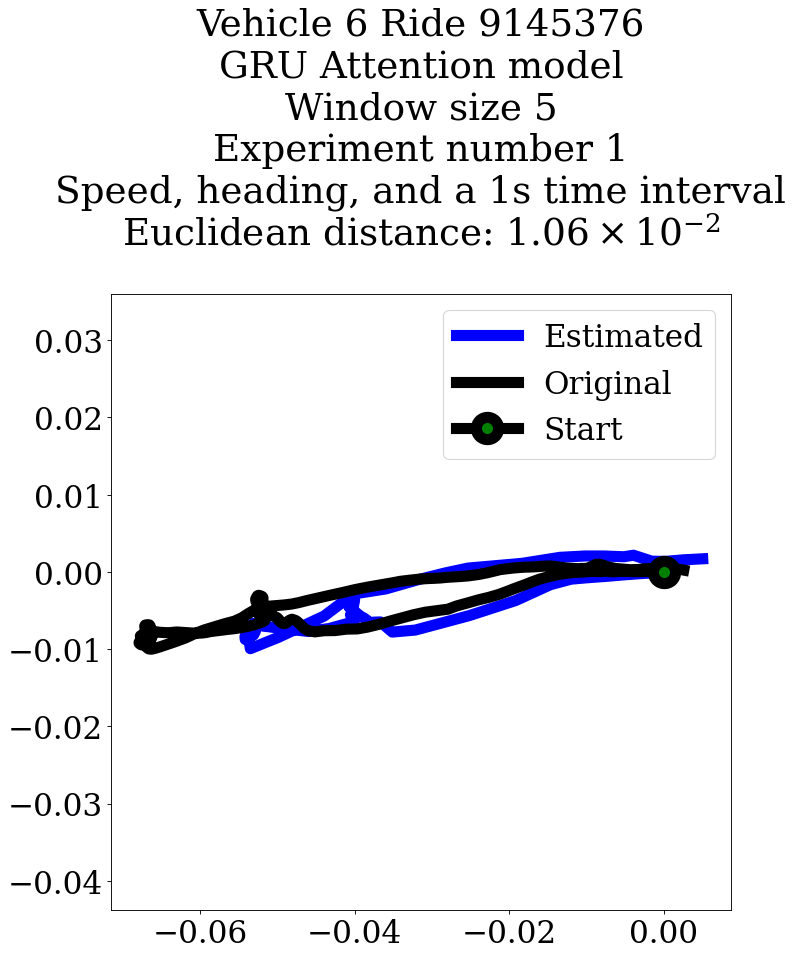 Vehicle 6 Ride 9145376
GRU Attention model
Window size 5
Experiment number 1
Speed, heading, and a 1s time interval
Euclidean distance: 1.06 × 10⁻²
Estimated
Original
Start
0.03
0.02
0.01
0.00
−0.01
−0.02
−0.03
−0.04
−0.06 −0.04 −0.02 0.00